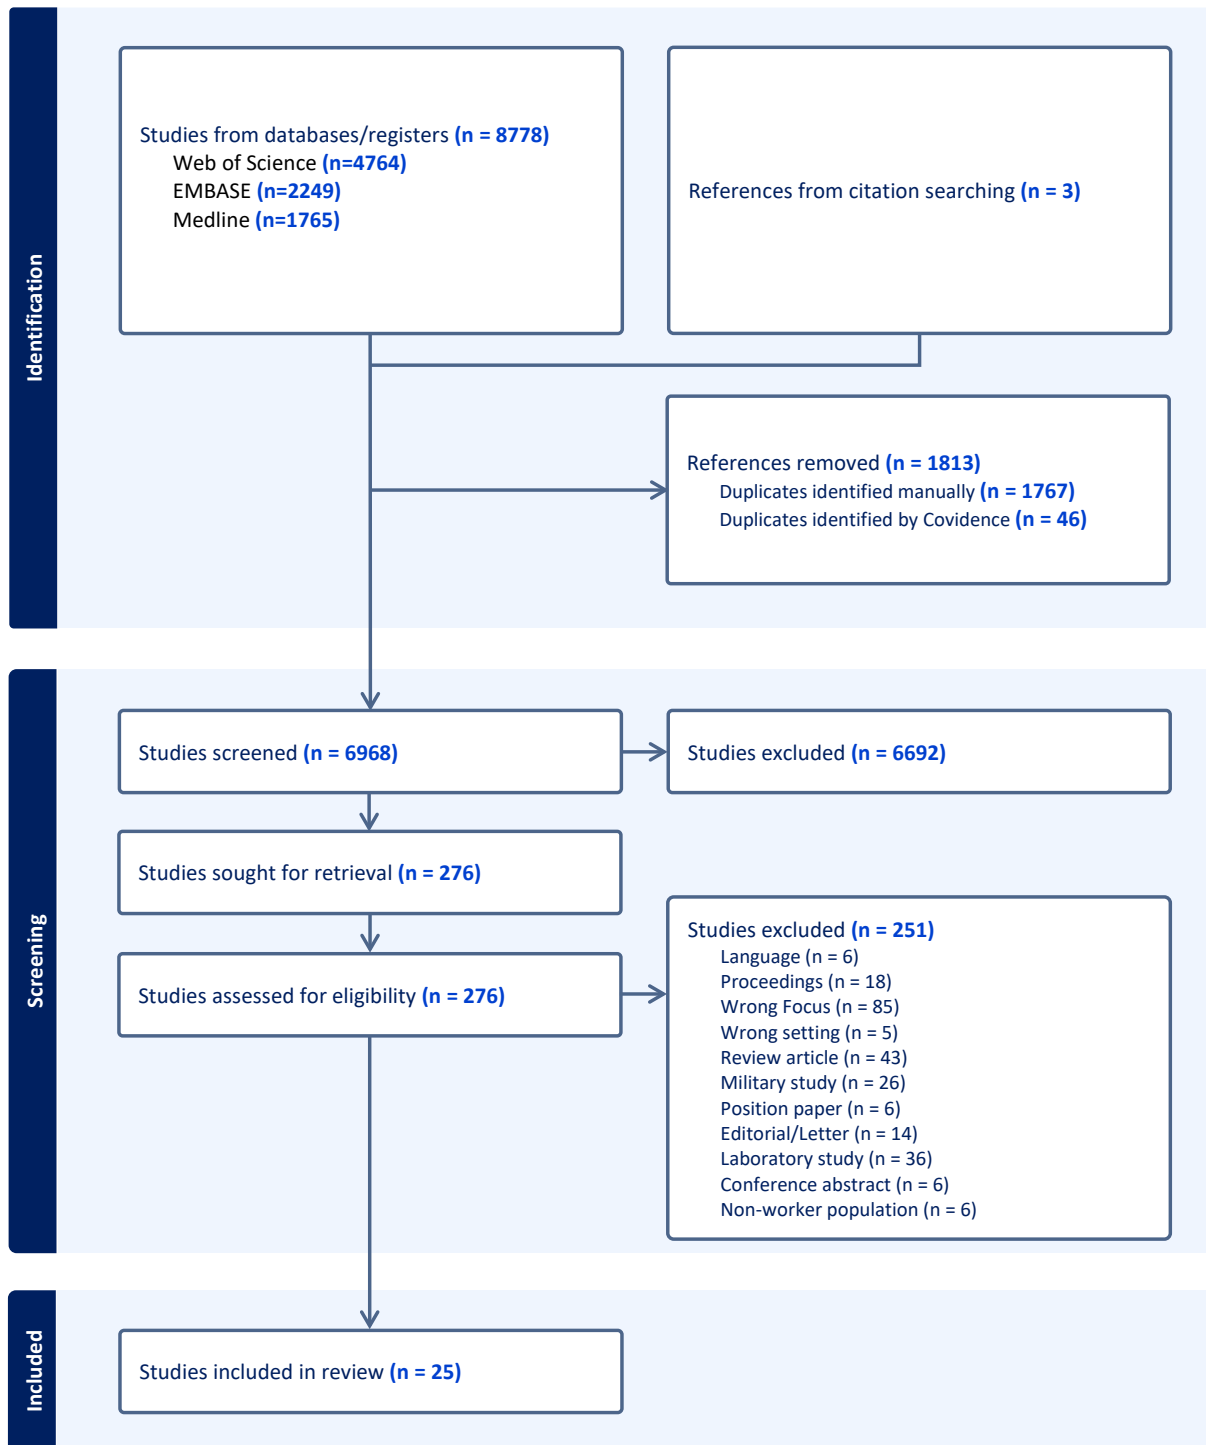 Identification
Studies from databases/registers (n = 8778)
Web of Science (n=4764)
EMBASE (n=2249)
Medline (n=1765)
References from citation searching (n = 3)
References removed (n = 1813)
Duplicates identified manually (n = 1767)
Duplicates identified by Covidence (n = 46)
Screening
Studies screened (n = 6968)
Studies excluded (n = 6692)
Studies sought for retrieval (n = 276)
Studies assessed for eligibility (n = 276)
Studies excluded (n = 251)
Language (n = 6)
Proceedings (n = 18)
Wrong Focus (n = 85)
Wrong setting (n = 5)
Review article (n = 43)
Military study (n = 26)
Position paper (n = 6)
Editorial/Letter (n = 14)
Laboratory study (n = 36)
Conference abstract (n = 6)
Non-worker population (n = 6)
Included
Studies included in review (n = 25)